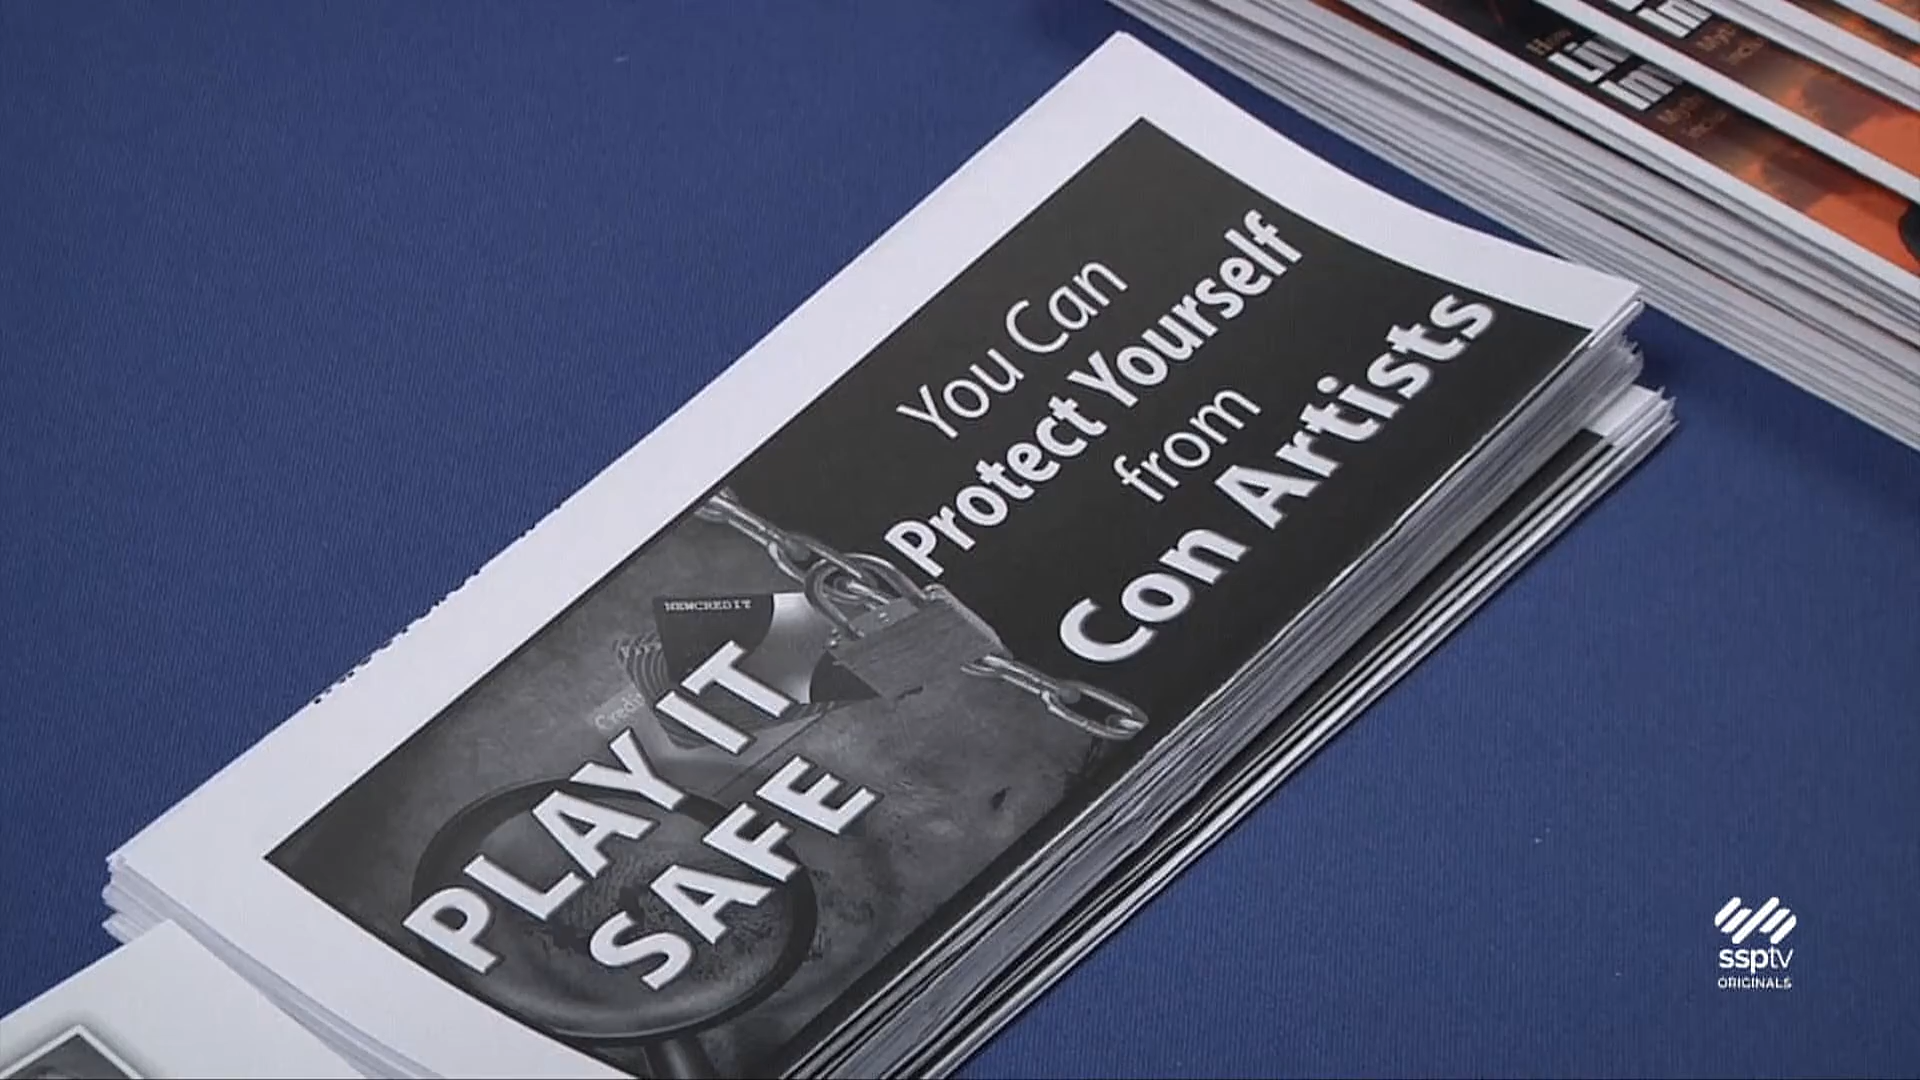 You Can
Protect Yourself
from
Con Artists
NEWCREDIT
Credit
PLAY IT
SAFE
ssptv
ORIGINALS